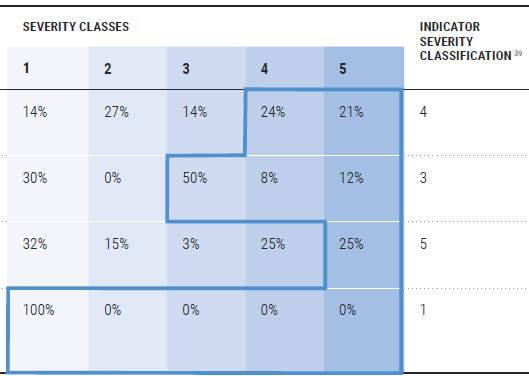 SEVERITY CLASSES
INDICATOR
SEVERITY
CLASSIFICATION 39
1 2 3 4 5
14% 27% 14% 24% 21% 4
30% 0% 50% 8% 12% 3
32% 15% 3% 25% 25% 5
100% 0% 0% 0% 0% 1